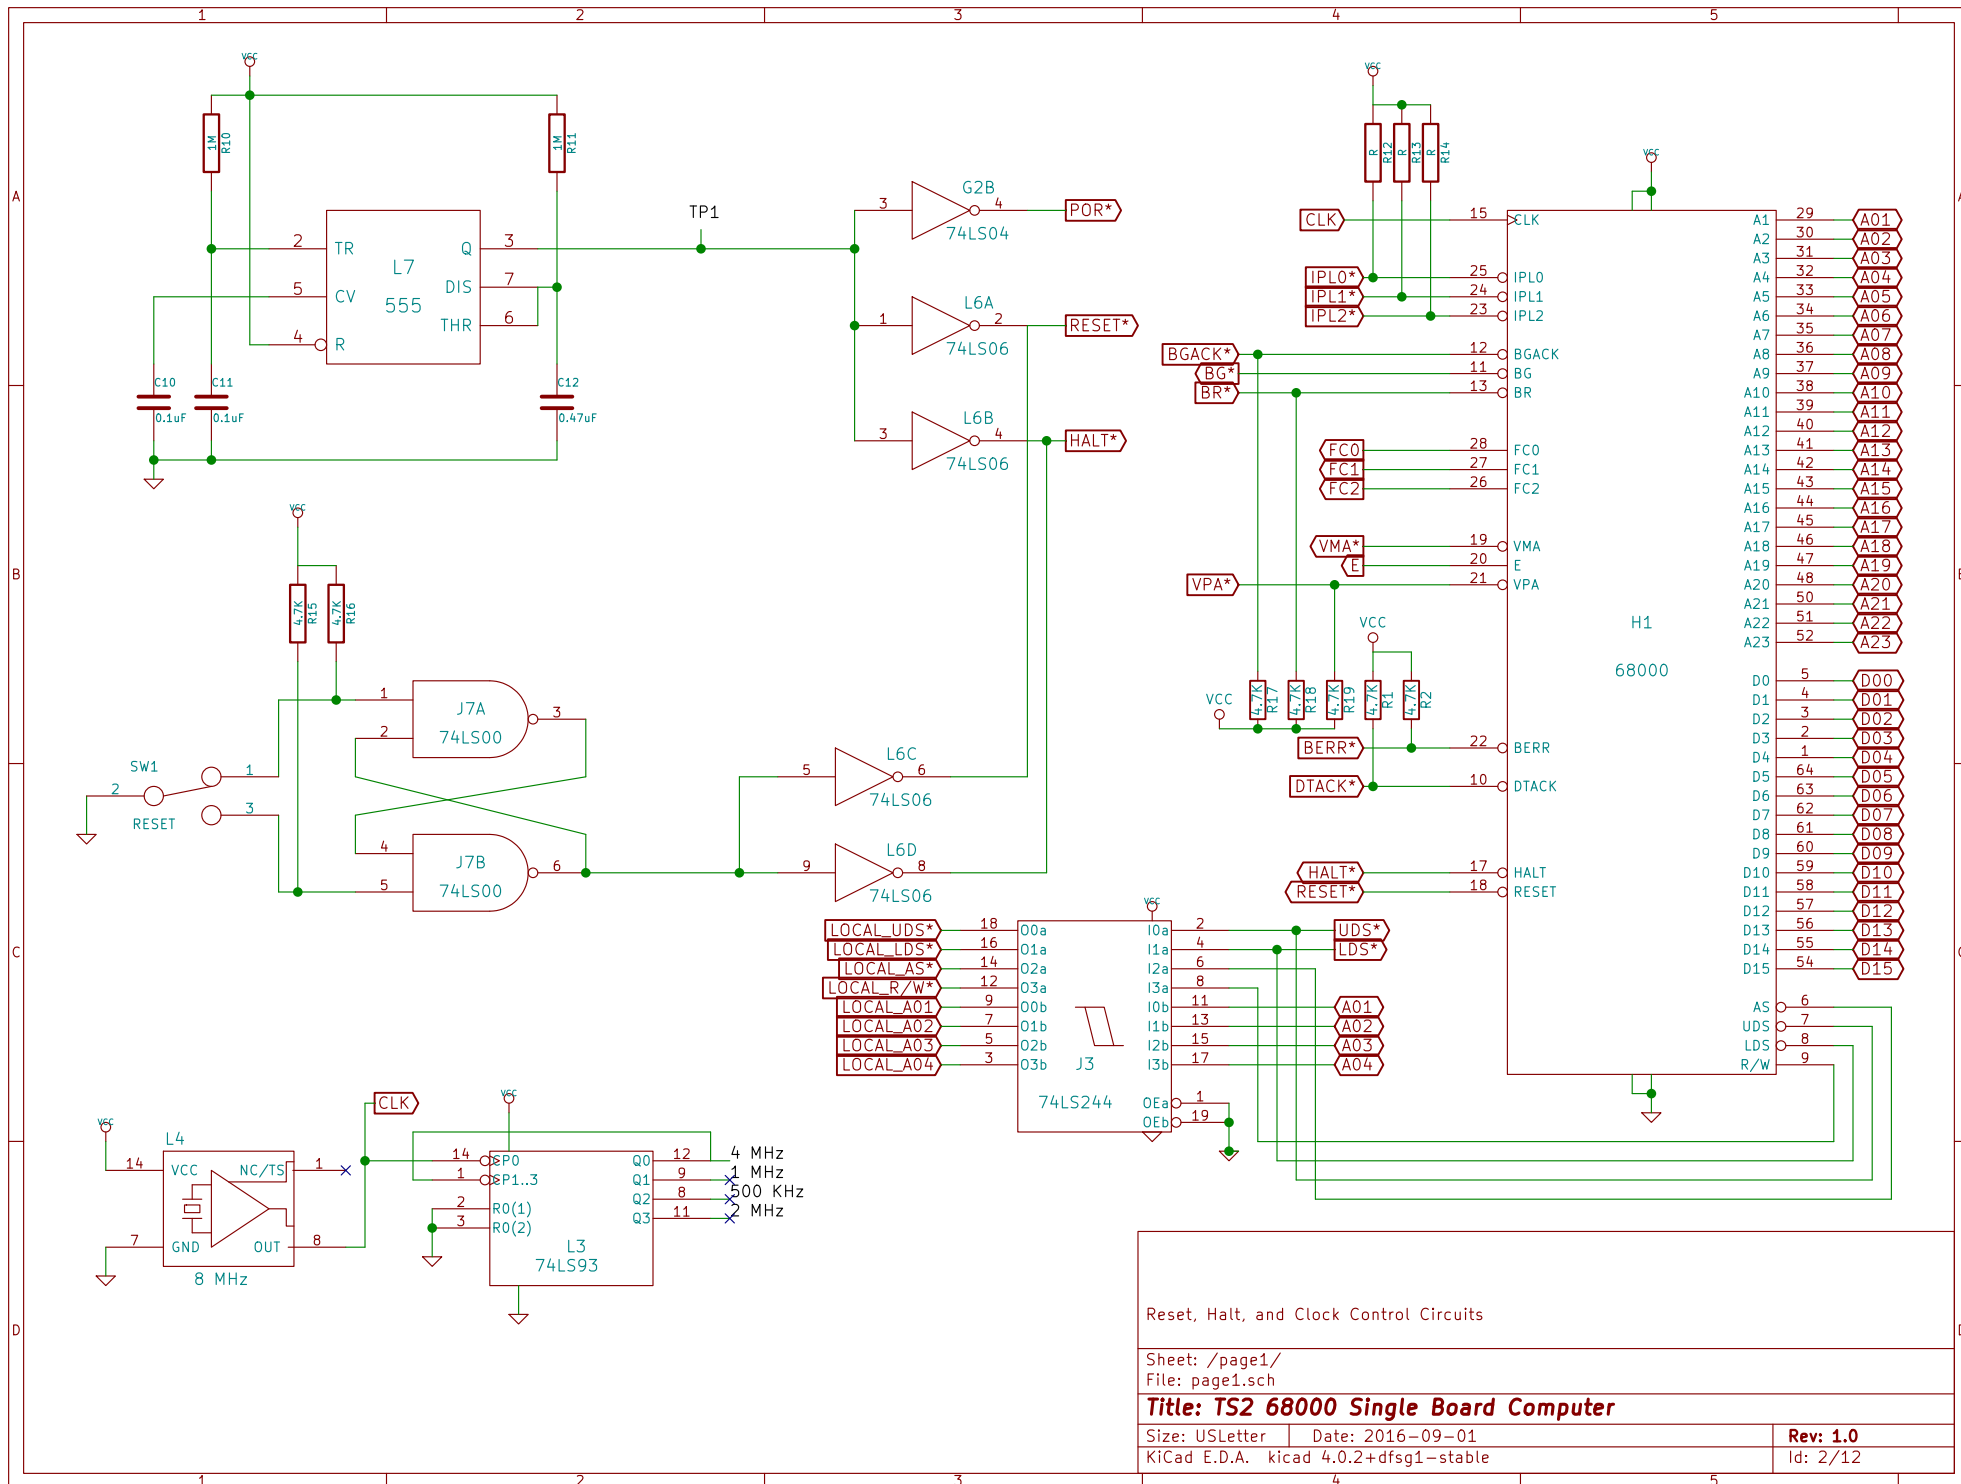 1 2 3 4 5
A
B
C
D
VCC
1M R10
1M R11
2 TR
5 CV
4 R
L7
555
Q 3
DIS 7
THR 6
C10
0.1uF
C11
0.1uF
C12
0.47uF
TP1
G2B
3 4
74LS04
POR*
L6A
1 2
74LS06
RESET*
L6B
3 4
74LS06
HALT*
VCC
4.7K R15
4.7K R16
SW1
2
1
3
RESET
1
2
J7A
74LS00
3
4
5
J7B
74LS00
6
L6C
5 6
74LS06
L6D
9 8
74LS06
VCC
R R12
R R13
R R14
VCC
CLK 15 CLK
IPL0* 25 IPL0
IPL1* 24 IPL1
IPL2* 23 IPL2
BGACK* 12 BGACK
BG* 11 BG
BR* 13 BR
FC0 28 FC0
FC1 27 FC1
FC2 26 FC2
VMA* 19 VMA
E 20 E
VPA* 21 VPA
VCC
VCC
4.7K R17
4.7K R18
4.7K R19
4.7K R1
4.7K R2
BERR* 22 BERR
DTACK* 10 DTACK
HALT* 17 HALT
RESET* 18 RESET
H1
68000
A1 29 A01
A2 30 A02
A3 31 A03
A4 32 A04
A5 33 A05
A6 34 A06
A7 35 A07
A8 36 A08
A9 37 A09
A10 38 A10
A11 39 A11
A12 40 A12
A13 41 A13
A14 42 A14
A15 43 A15
A16 44 A16
A17 45 A17
A18 46 A18
A19 47 A19
A20 48 A20
A21 50 A21
A22 51 A22
A23 52 A23
D0 5 D00
D1 4 D01
D2 3 D02
D3 2 D03
D4 1 D04
D5 64 D05
D6 63 D06
D7 62 D07
D8 61 D08
D9 60 D09
D10 59 D10
D11 58 D11
D12 57 D12
D13 56 D13
D14 55 D14
D15 54 D15
AS 6
UDS 7
LDS 8
R/W 9
VCC
LOCAL_UDS* 18 O0a I0a 2 UDS*
LOCAL_LDS* 16 O1a I1a 4 LDS*
LOCAL_AS* 14 O2a I2a 6
LOCAL_R/W* 12 O3a I3a 8
LOCAL_A01 9 O0b I0b 11 A01
LOCAL_A02 7 O1b I1b 13 A02
LOCAL_A03 5 O2b I2b 15 A03
LOCAL_A04 3 O3b I3b 17 A04
J3
74LS244
OEa 1
OEb 19
VCC
L4
14 VCC NC/TS 1
7 GND OUT 8
8 MHz
CLK
VCC
14 CP0 Q0 12 4 MHz
1 CP1..3 Q1 9 1 MHz
2 R0(1) Q2 8 500 KHz
3 R0(2) Q3 11 2 MHz
L3
74LS93
Reset, Halt, and Clock Control Circuits
Sheet: /page1/
File: page1.sch
Title: TS2 68000 Single Board Computer
Size: USLetter Date: 2016-09-01 Rev: 1.0
KiCad E.D.A. kicad 4.0.2+dfsg1-stable Id: 2/12
1 2 3 4 5